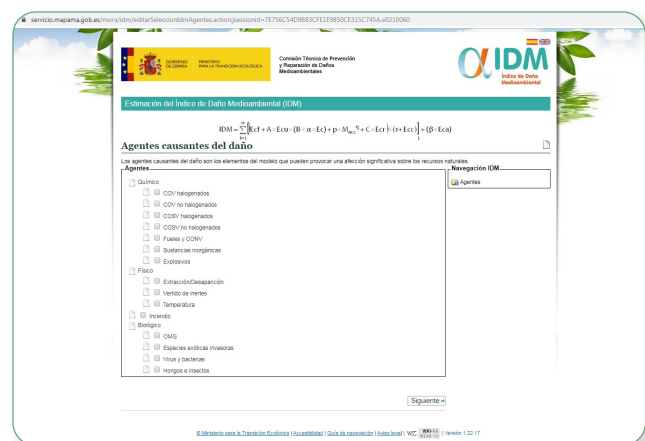 servicio.mapama.gob.es/mora/idm/editarSeleccionIdmAgentes.action;jsessionid=7E756C54D9B83CFE1E9850CE315C745A.e0210060
GOBIERNO DE ESPAÑA
MINISTERIO PARA LA TRANSICIÓN ECOLÓGICA
Comisión Técnica de Prevención
y Reparación de Daños
Medioambientales
α IDM
Índice de Daño
Medioambiental
Estimación del Índice de Daño Medioambiental (IDM)
Agentes causantes del daño
Los agentes causantes del daño son los elementos del modelo que pueden provocar una afección significativa sobre los recursos naturales.
Agentes
Navegación IDM
Agentes
Químico
COV halogenados
COV no halogenados
COSV halogenados
COSV no halogenados
Fueles y CONV
Sustancias inorgánicas
Explosivos
Físico
Extracción/Desaparición
Vertido de inertes
Temperatura
Incendio
Biológico
OMG
Especies exóticas invasoras
Virus y bacterias
Hongos e insectos
Siguiente
© Ministerio para la Transición Ecológica | Accesibilidad | Guía de navegación | Aviso legal | W3C WAI-AA WCAG 1.0 | Versión 1.22.17